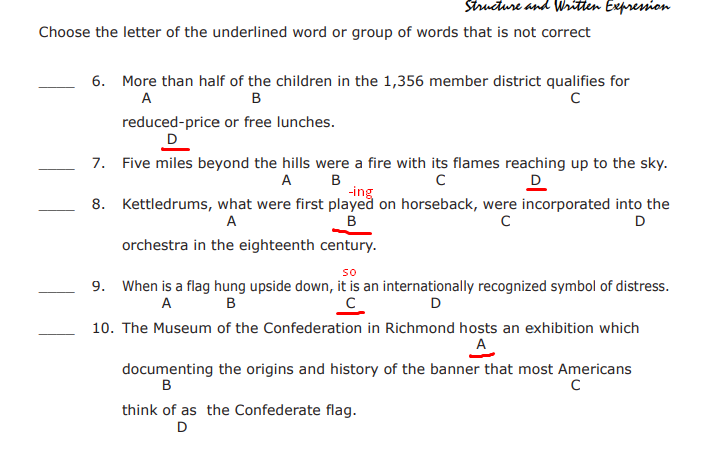 Structure and Written Expression
Choose the letter of the underlined word or group of words that is not correct
____ 6. More than half of the children in the 1,356 member district qualifies for
A B C
reduced-price or free lunches.
D
____ 7. Five miles beyond the hills were a fire with its flames reaching up to the sky.
A B C D
-ing
____ 8. Kettledrums, what were first played on horseback, were incorporated into the
A B C D
orchestra in the eighteenth century.
so
____ 9. When is a flag hung upside down, it is an internationally recognized symbol of distress.
A B C D
____ 10. The Museum of the Confederation in Richmond hosts an exhibition which
A
documenting the origins and history of the banner that most Americans
B C
think of as the Confederate flag.
D